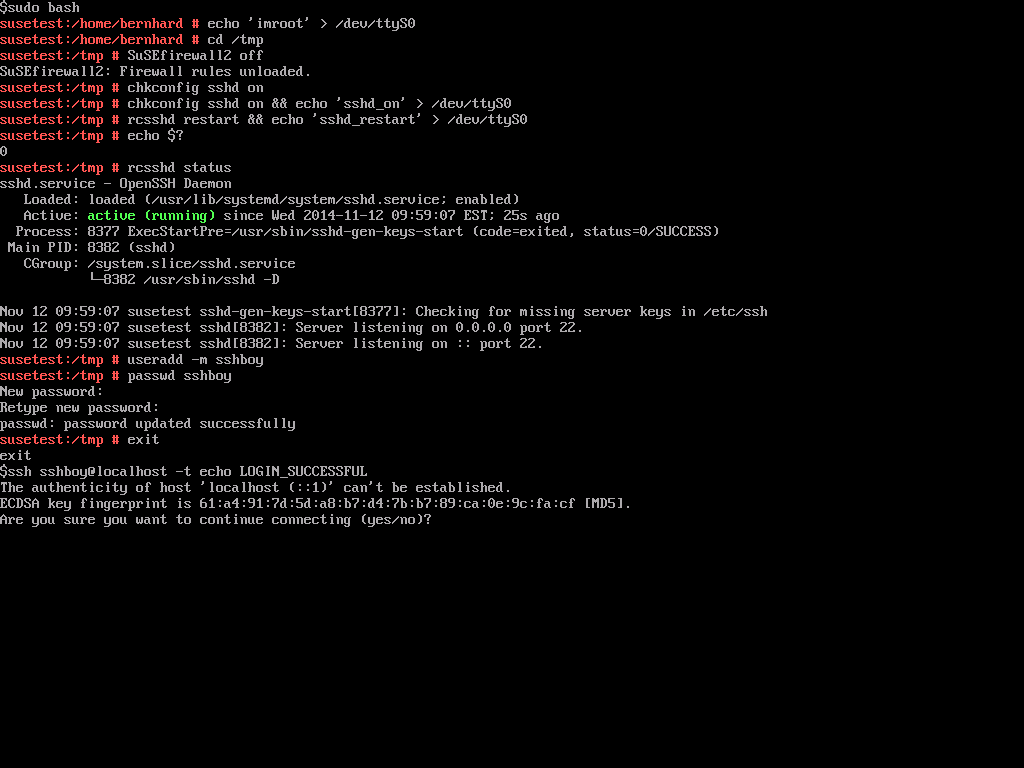 $sudo bash
susetest:/home/bernhard # echo 'imroot' > /dev/ttyS0
susetest:/home/bernhard # cd /tmp
susetest:/tmp # SuSEfirewall2 off
SuSEfirewall2: Firewall rules unloaded.
susetest:/tmp # chkconfig sshd on
susetest:/tmp # chkconfig sshd on && echo 'sshd_on' > /dev/ttyS0
susetest:/tmp # rcsshd restart && echo 'sshd_restart' > /dev/ttyS0
susetest:/tmp # echo $?
0
susetest:/tmp # rcsshd status
sshd.service - OpenSSH Daemon
   Loaded: loaded (/usr/lib/systemd/system/sshd.service; enabled)
   Active: active (running) since Wed 2014-11-12 09:59:07 EST; 25s ago
  Process: 8377 ExecStartPre=/usr/sbin/sshd-gen-keys-start (code=exited, status=0/SUCCESS)
 Main PID: 8382 (sshd)
   CGroup: /system.slice/sshd.service
           └─8382 /usr/sbin/sshd -D

Nov 12 09:59:07 susetest sshd-gen-keys-start[8377]: Checking for missing server keys in /etc/ssh
Nov 12 09:59:07 susetest sshd[8382]: Server listening on 0.0.0.0 port 22.
Nov 12 09:59:07 susetest sshd[8382]: Server listening on :: port 22.
susetest:/tmp # useradd -m sshboy
susetest:/tmp # passwd sshboy
New password:
Retype new password:
passwd: password updated successfully
susetest:/tmp # exit
exit
$ssh sshboy@localhost -t echo LOGIN_SUCCESSFUL
The authenticity of host 'localhost (::1)' can't be established.
ECDSA key fingerprint is 61:a4:91:7d:5d:a8:b7:d4:7b:b7:89:ca:0e:9c:fa:cf [MD5].
Are you sure you want to continue connecting (yes/no)?